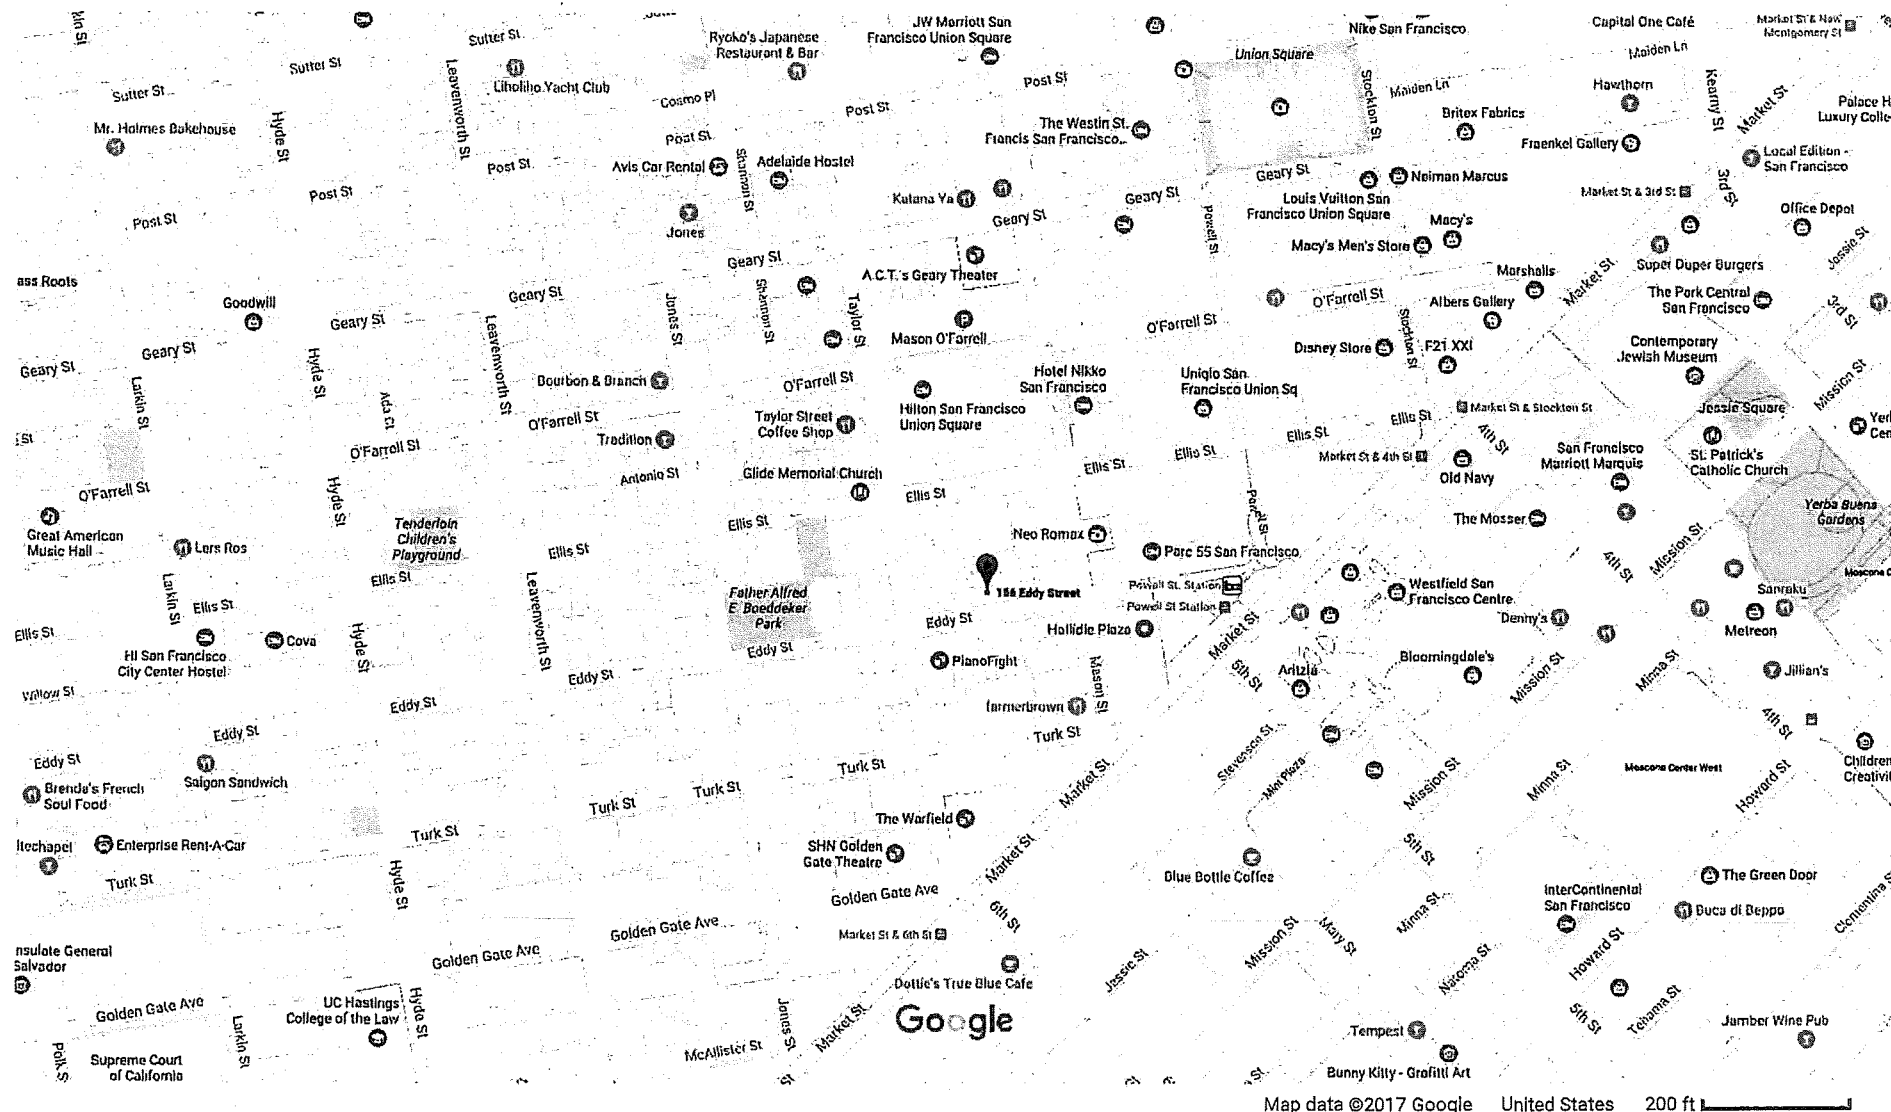 Sutter St
JW Marriott San
Francisco Union Square
Nike San Francisco
Capital One Café
Market St & New
Montgomery St
Sutter St
Ryoko's Japanese
Restaurant & Bar
Union Square
Maiden Ln
Sutter St
Leavenworth St
Liholiho Yacht Club
Cosmo Pl
Post St
Post St
Stockton St
Maiden Ln
Hawthorn
Kearny St
Market St
Palace H
Luxury Colle
Mr. Holmes Bakehouse
Hyde St
Post St
The Westin St.
Francis San Francisco...
Britex Fabrics
Fraenkel Gallery
Local Edition -
San Francisco
Post St
Avis Car Rental
Shannon St
Adelaide Hostel
Geary St
Neiman Marcus
Market St & 3rd St
3rd St
Post St
Post St
Jones
Katana Ya
Geary St
Geary St
Powell St
Louis Vuitton San
Francisco Union Square
Macy's
Macy's Men's Store
Office Depot
Jessie St
ass Roots
Geary St
A.C.T.'s Geary Theater
Marshalls
Market St
Super Duper Burgers
Goodwill
Geary St
Geary St
Jones St
Shannon St
Taylor St
O'Farrell St
Albers Gallery
The Park Central
San Francisco
3rd St
Geary St
Geary St
Leavenworth St
Mason O'Farrell
O'Farrell St
Disney Store
Stockton St
F21 XXI
Contemporary
Jewish Museum
Larkin St
Hyde St
Ada Ct
Bourbon & Branch
O'Farrell St
Hilton San Francisco
Union Square
Hotel Nikko
San Francisco
Uniqlo San
Francisco Union Sq
Market St & Stockton St
Jessie Square
Mission St
O'Farrell St
Taylor Street
Coffee Shop
Ellis St
Ellis St
4th St
Yer
Cen
St
O'Farrell St
Tradition
Antonio St
Glide Memorial Church
Ellis St
Ellis St
Market St & 4th St
Old Navy
San Francisco
Marriott Marquis
St. Patrick's
Catholic Church
O'Farrell St
Hyde St
Ellis St
Ellis St
Powell St
The Mosser
Yerba Buena
Gardens
Great American
Music Hall
Lers Ros
Tenderloin
Children's
Playground
Ellis St
Neo Romax
Parc 55 San Francisco
4th St
Mission St
Larkin St
Ellis St
Ellis St
Leavenworth St
Father Alfred
E. Boeddeker
Park
156 Eddy Street
Powell St. Station
Powell St Station
Westfield San
Francisco Centre
Sanraku
Moscone C
Ellis St
HI San Francisco
City Center Hostel
Cova
Hyde St
Eddy St
Eddy St
Hallidie Plaza
Market St
Denny's
Metreon
Willow St
Eddy St
Eddy St
PianoFight
Mason St
5th St
Aritzia
Bloomingdale's
Mission St
Minna St
Jillian's
Eddy St
Eddy St
farmerbrown
Turk St
Stevenson St
Mint Plaza
4th St
Saigon Sandwich
Brenda's French
Soul Food
Turk St
Turk St
Turk St
Market St
Mission St
Minna St
Moscone Center West
Howard St
Children
Creativi
ltechapel
Enterprise Rent-A-Car
Turk St
Turk St
The Warfield
SHN Golden
Gate Theatre
Market St
5th St
Hyde St
Golden Gate Ave
Blue Bottle Coffee
InterContinental
San Francisco
The Green Door
Buca di Beppo
Clementina S
nsulate General
Salvador
Golden Gate Ave
Golden Gate Ave
Market St & 6th St
6th St
Mission St
Mary St
Minna St
Howard St
Golden Gate Ave
Larkin St
UC Hastings
College of the Law
Hyde St
Dottie's True Blue Cafe
Jessie St
Natoma St
Google
Polk S
Supreme Court
of California
McAllister St
Jones St
Market St
Tempest
5th St
Tehama St
Jamber Wine Pub
Bunny Kitty - Grafitti Art
Map data ©2017 Google United States 200 ft